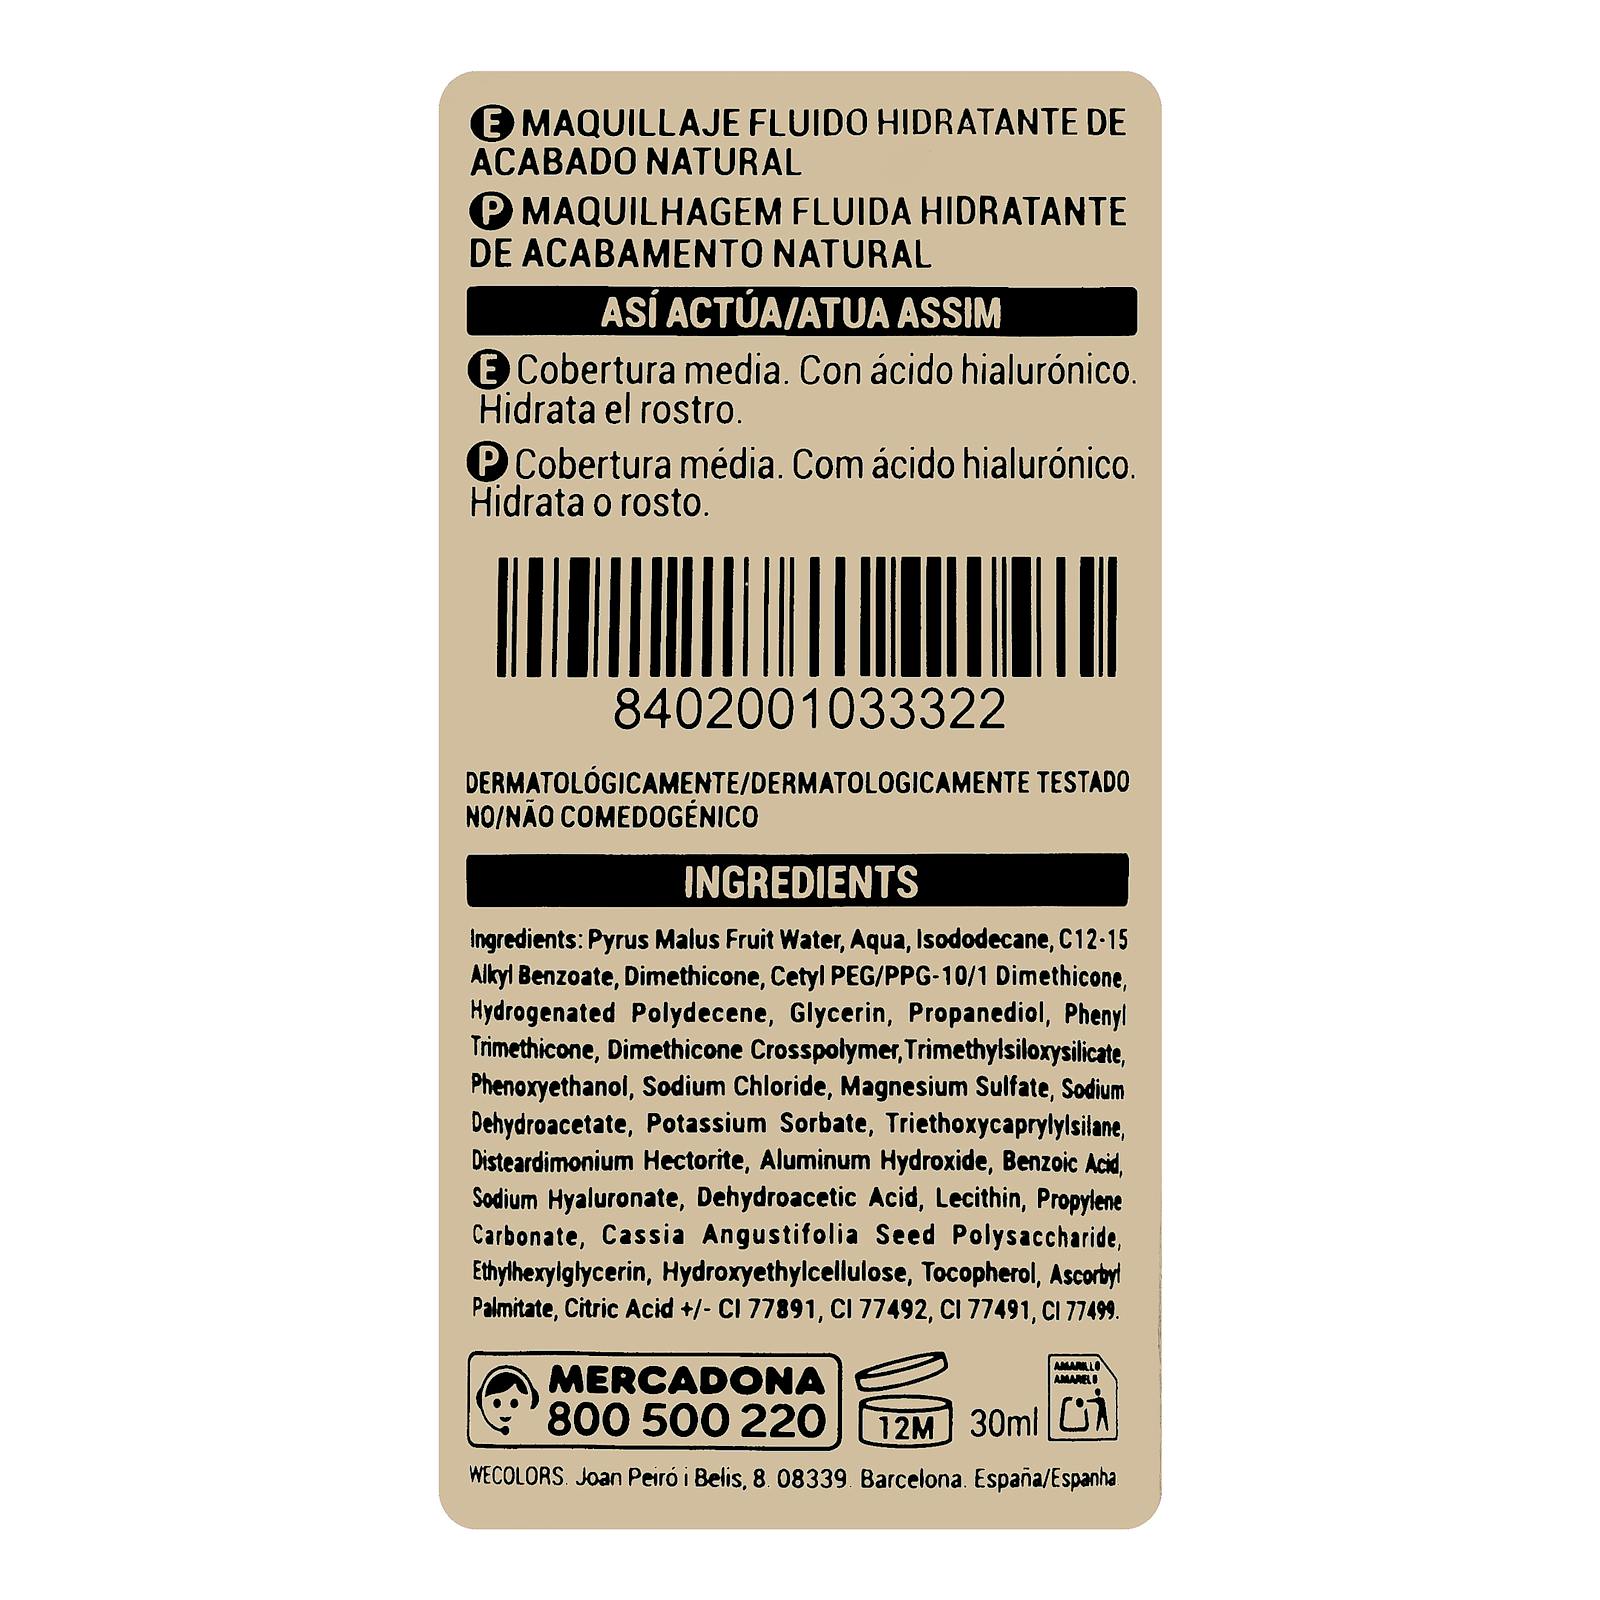 E MAQUILLAJE FLUIDO HIDRATANTE DE
ACABADO NATURAL
P MAQUILHAGEM FLUIDA HIDRATANTE
DE ACABAMENTO NATURAL
ASÍ ACTÚA/ATUA ASSIM
E Cobertura media. Con ácido hialurónico.
Hidrata el rostro.
P Cobertura média. Com ácido hialurónico.
Hidrata o rosto.
8402001033322
DERMATOLÓGICAMENTE/DERMATOLOGICAMENTE TESTADO
NO/NÃO COMEDOGÉNICO
INGREDIENTS
Ingredients: Pyrus Malus Fruit Water, Aqua, Isododecane, C12-15
Alkyl Benzoate, Dimethicone, Cetyl PEG/PPG-10/1 Dimethicone,
Hydrogenated Polydecene, Glycerin, Propanediol, Phenyl
Trimethicone, Dimethicone Crosspolymer,Trimethylsiloxysilicate,
Phenoxyethanol, Sodium Chloride, Magnesium Sulfate, Sodium
Dehydroacetate, Potassium Sorbate, Triethoxycaprylylsilane,
Disteardimonium Hectorite, Aluminum Hydroxide, Benzoic Acid,
Sodium Hyaluronate, Dehydroacetic Acid, Lecithin, Propylene
Carbonate, Cassia Angustifolia Seed Polysaccharide,
Ethylhexylglycerin, Hydroxyethylcellulose, Tocopherol, Ascorbyl
Palmitate, Citric Acid +/- CI 77891, CI 77492, CI 77491, CI 77499.
MERCADONA
800 500 220
12M
30ml
AMARILLO
AMARELO
WECOLORS. Joan Peiró i Belis, 8. 08339. Barcelona. España/Espanha